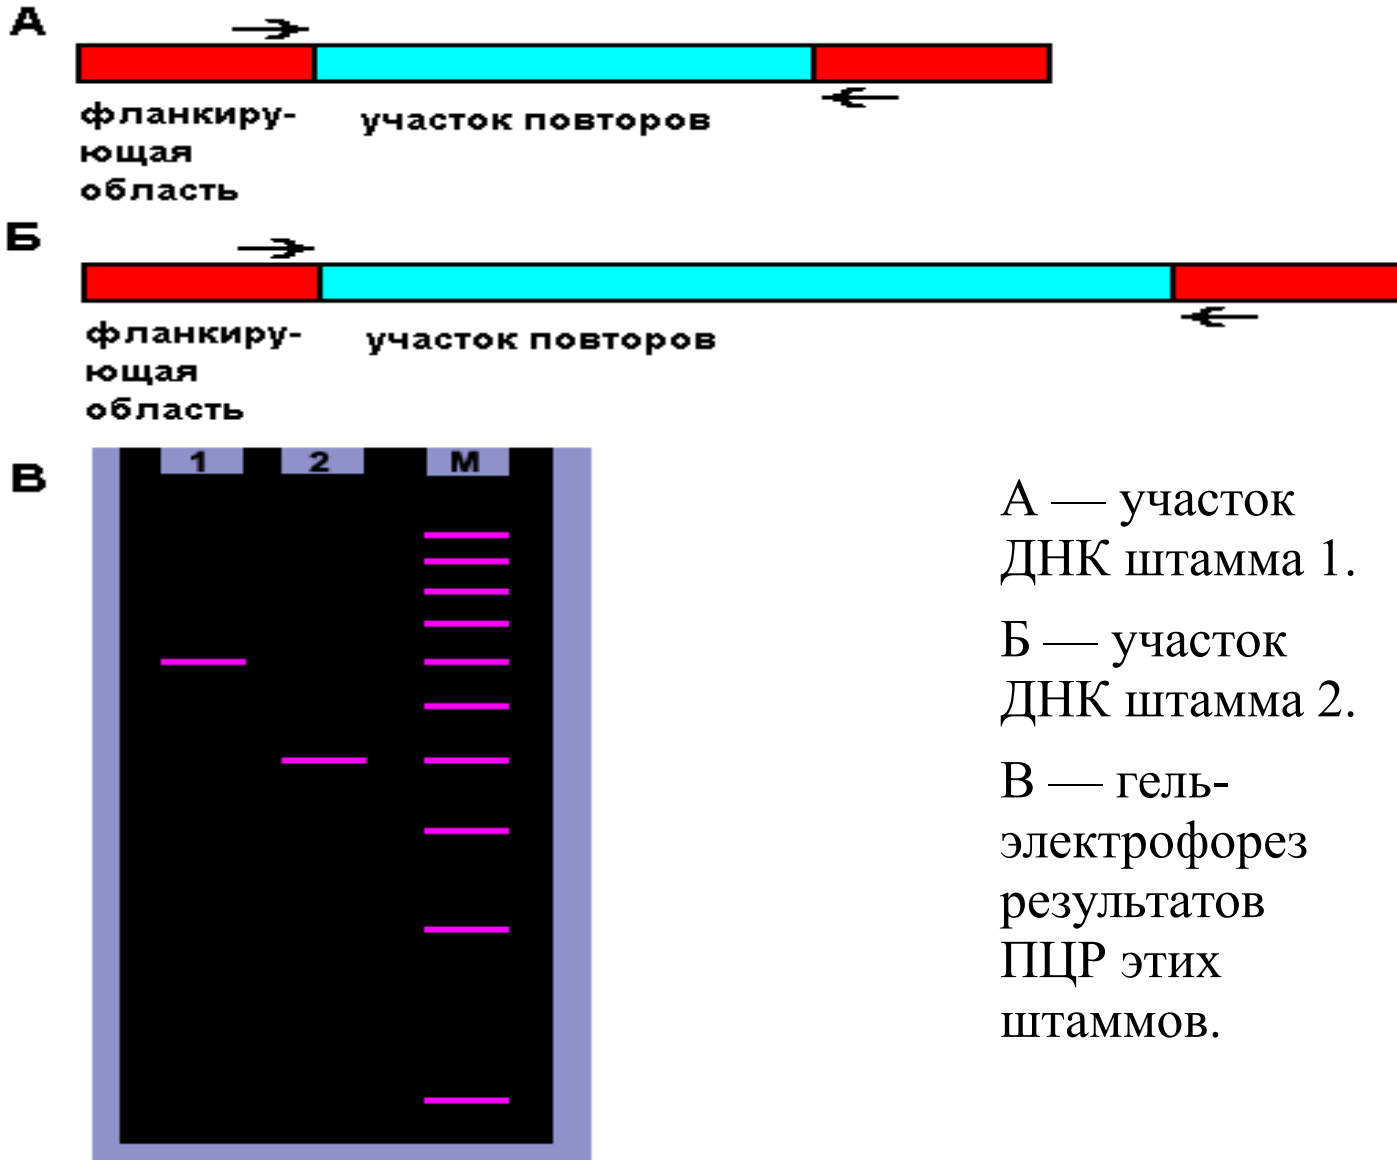 А
фланкиру-
ющая
область
участок повторов
Б
фланкиру-
ющая
область
участок повторов
В
1 2 М
А — участок
ДНК штамма 1.
Б — участок
ДНК штамма 2.
В — гель-
электрофорез
результатов
ПЦР этих
штаммов.